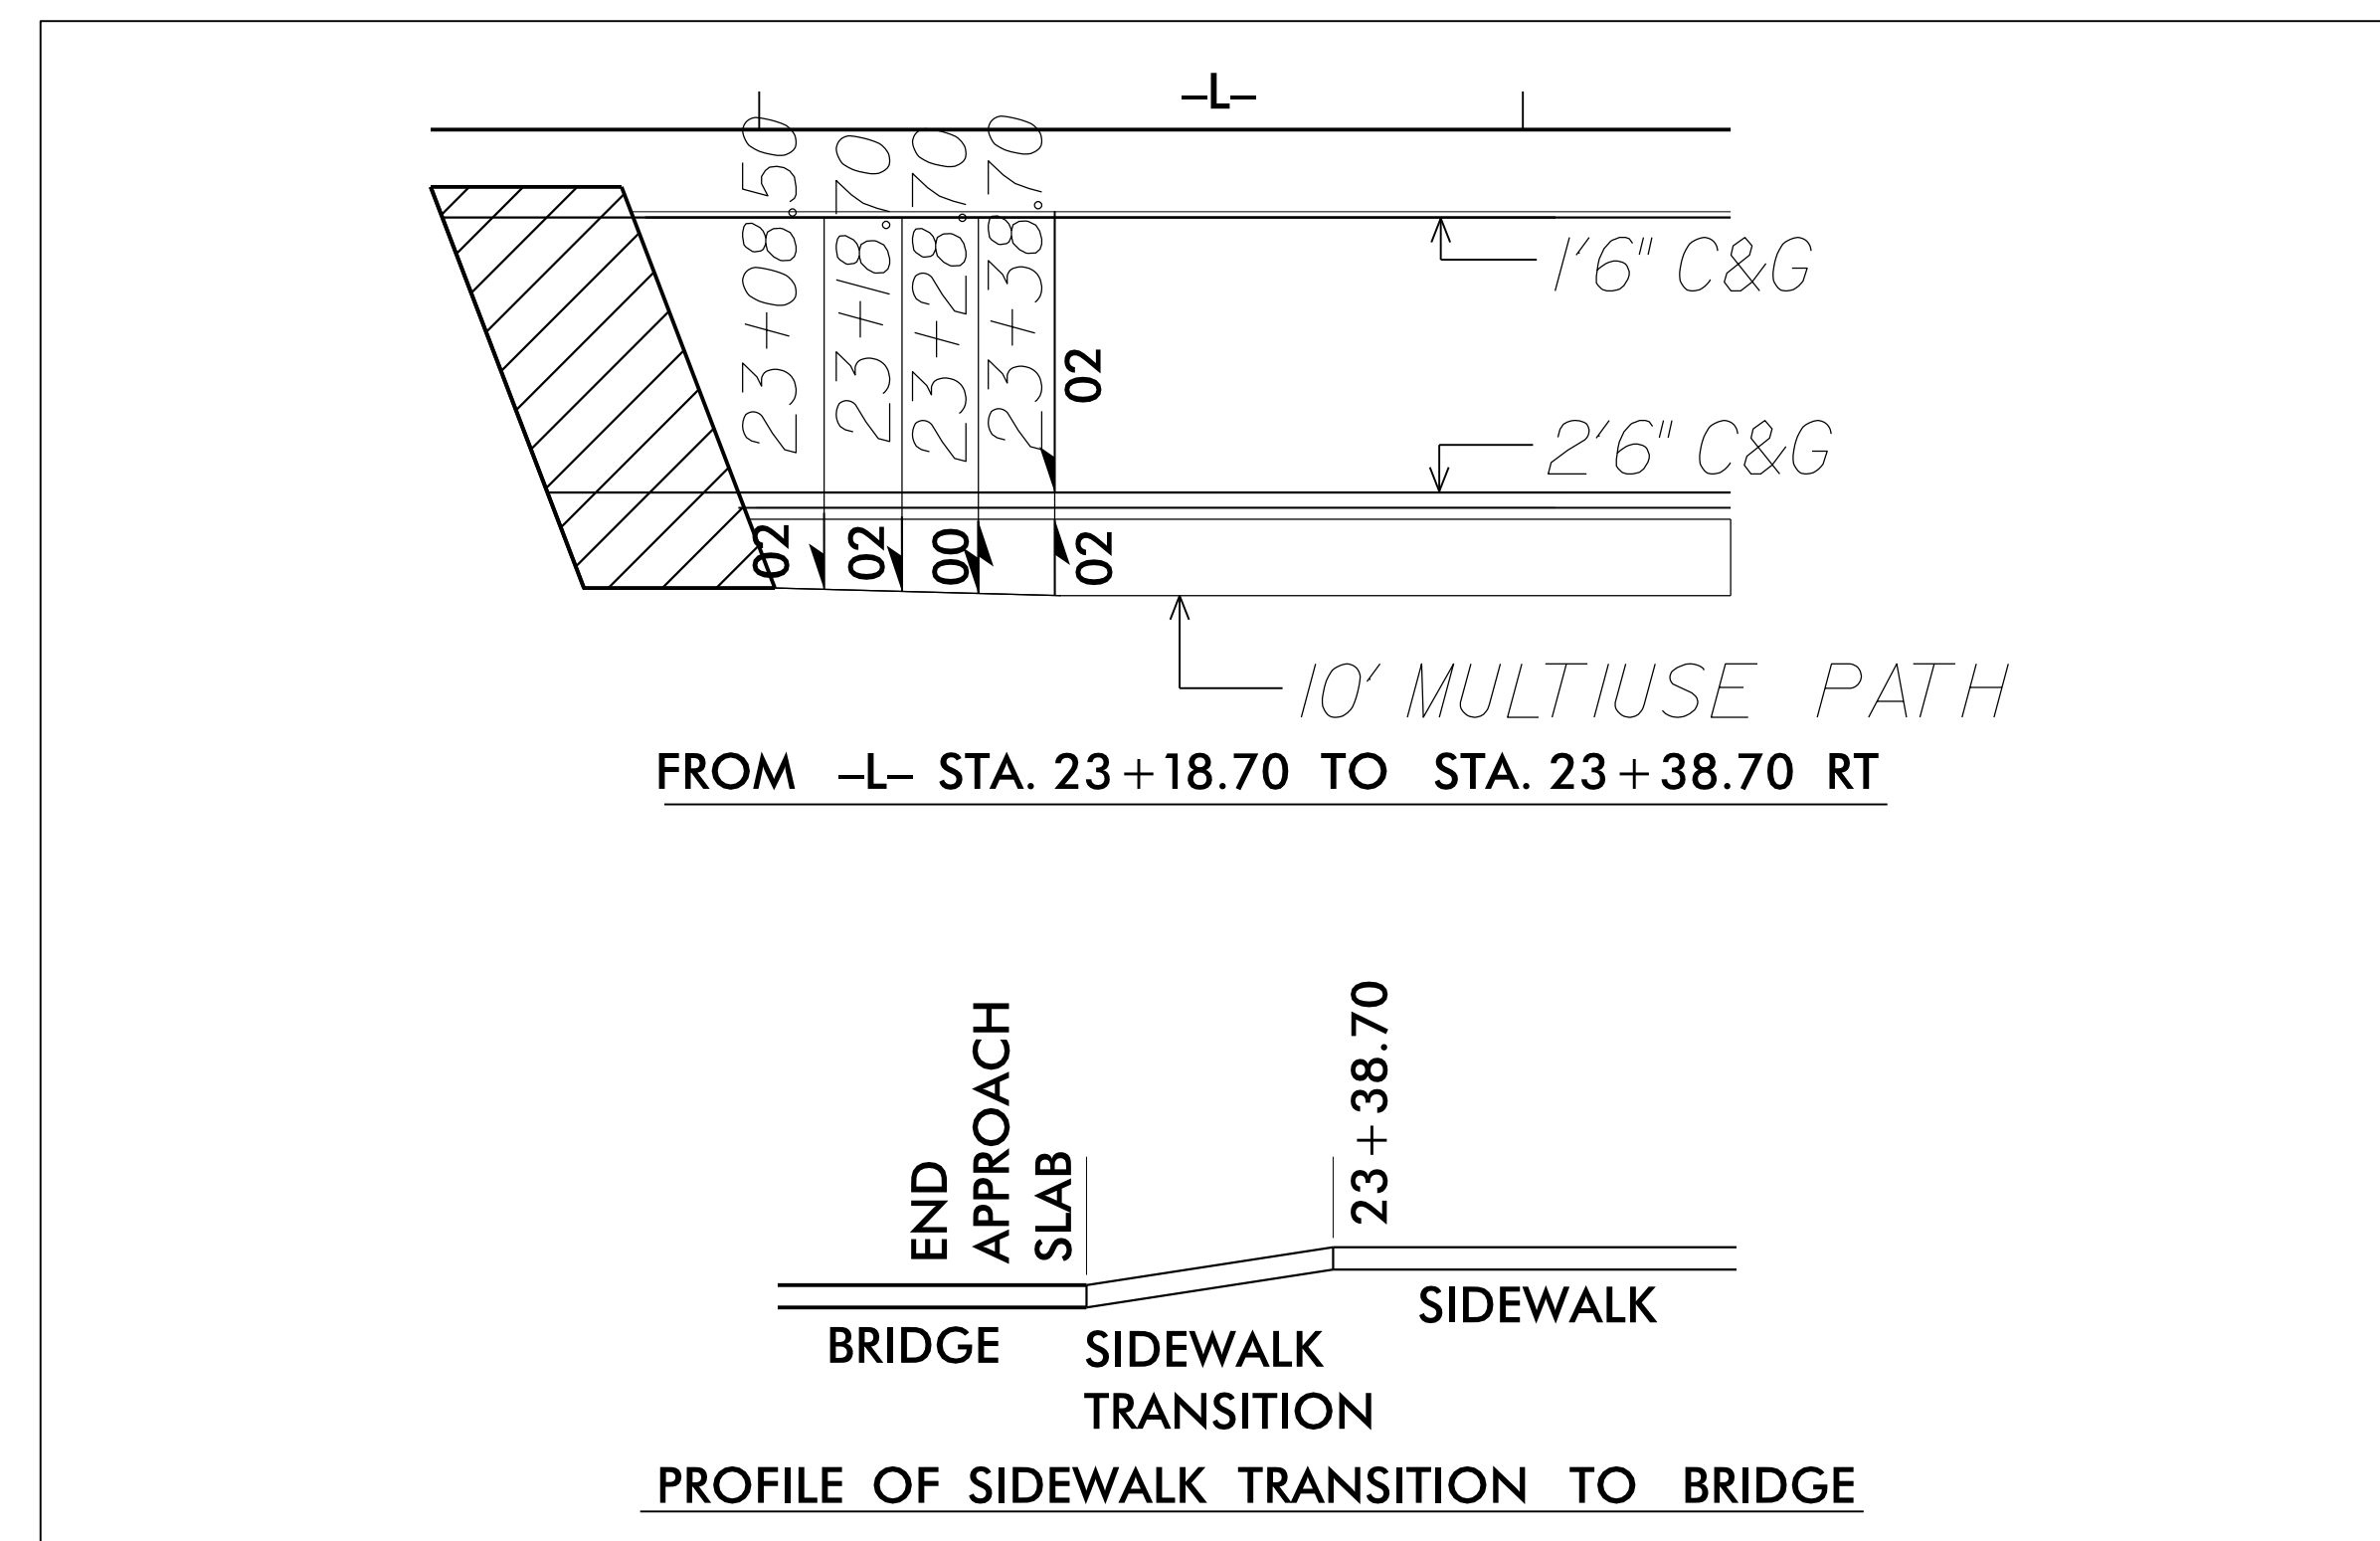 –L–
23+08.50
23+18.70
23+28.70
23+38.70
1'6" C&G
02
2'6" C&G
02
02
00
02
10' MULTIUSE PATH
FROM –L– STA. 23+18.70 TO STA. 23+38.70 RT
END
APPROACH
SLAB
23+38.70
BRIDGE
SIDEWALK
TRANSITION
SIDEWALK
PROFILE OF SIDEWALK TRANSITION TO BRIDGE